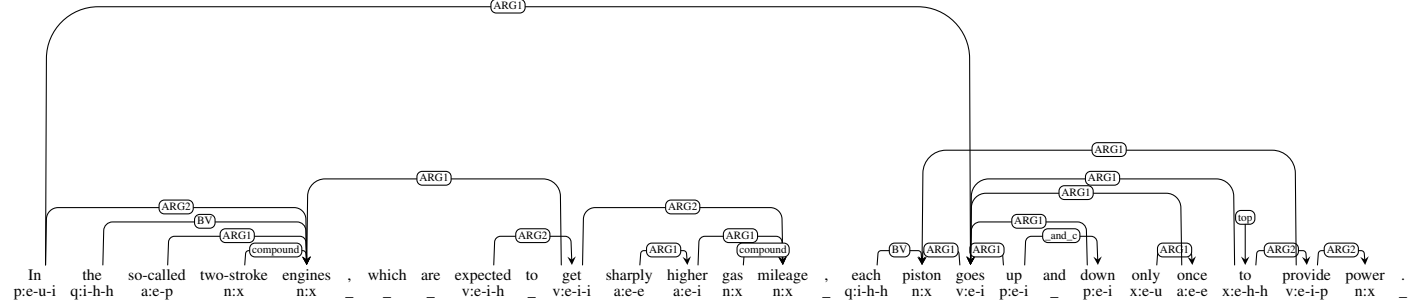 ARG1
ARG1
ARG1 ARG1
ARG1
ARG2 ARG2
top
BV ARG1
ARG1 ARG2 ARG1 _and_c
compound ARG1 compound BV ARG1 ARG1 ARG1 ARG2 ARG2
In the so-called two-stroke engines , which are expected to get sharply higher gas mileage , each piston goes up and down only once to provide power .
p:e-u-i q:i-h-h a:e-p n:x n:x _ _ _ v:e-i-h _ v:e-i-i a:e-e a:e-i n:x n:x _ q:i-h-h n:x v:e-i p:e-i _ p:e-i x:e-u a:e-e x:e-h-h v:e-i-p n:x _